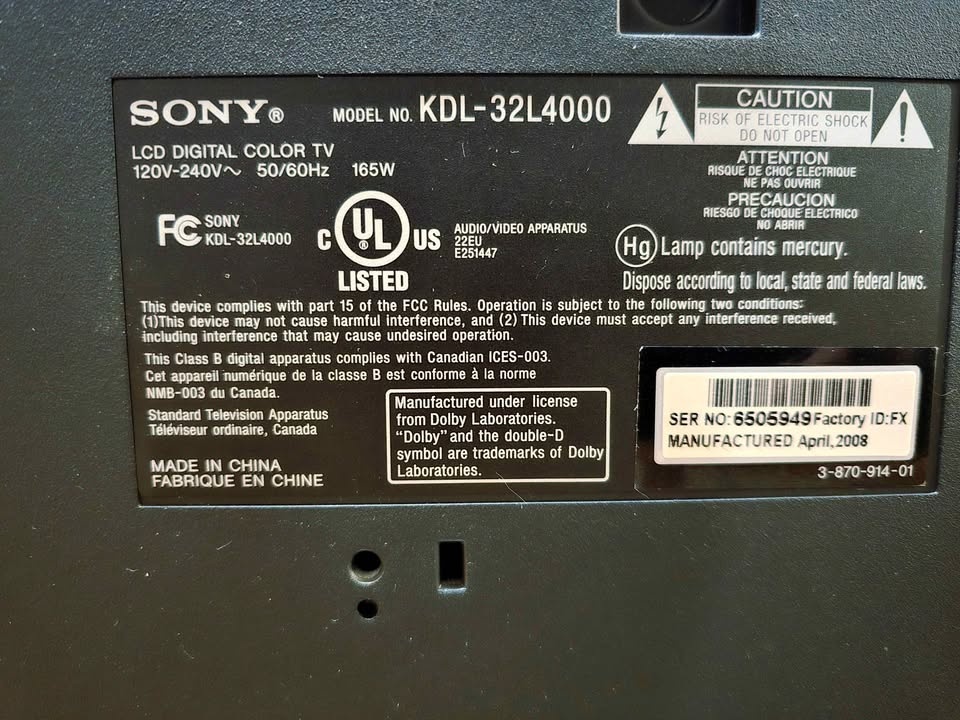 SONY®
MODEL NO. KDL-32L4000
LCD DIGITAL COLOR TV
120V-240V～ 50/60Hz 165W
FC SONY
KDL-32L4000
C UL® US
LISTED
AUDIO/VIDEO APPARATUS
22EU
E251447
CAUTION
RISK OF ELECTRIC SHOCK
DO NOT OPEN
ATTENTION
RISQUE DE CHOC ELECTRIQUE
NE PAS OUVRIR
PRECAUCION
RIESGO DE CHOQUE ELECTRICO
NO ABRIR
Hg Lamp contains mercury.
Dispose according to local, state and federal laws.
This device complies with part 15 of the FCC Rules. Operation is subject to the following two conditions:
(1)This device may not cause harmful interference, and (2) This device must accept any interference received,
including interference that may cause undesired operation.
This Class B digital apparatus complies with Canadian ICES-003.
Cet appareil numérique de la classe B est conforme à la norme
NMB-003 du Canada.
Standard Television Apparatus
Téléviseur ordinaire, Canada
MADE IN CHINA
FABRIQUE EN CHINE
Manufactured under license
from Dolby Laboratories.
“Dolby” and the double-D
symbol are trademarks of Dolby
Laboratories.
SER NO: 6505949 Factory ID:FX
MANUFACTURED April,2008
3-870-914-01